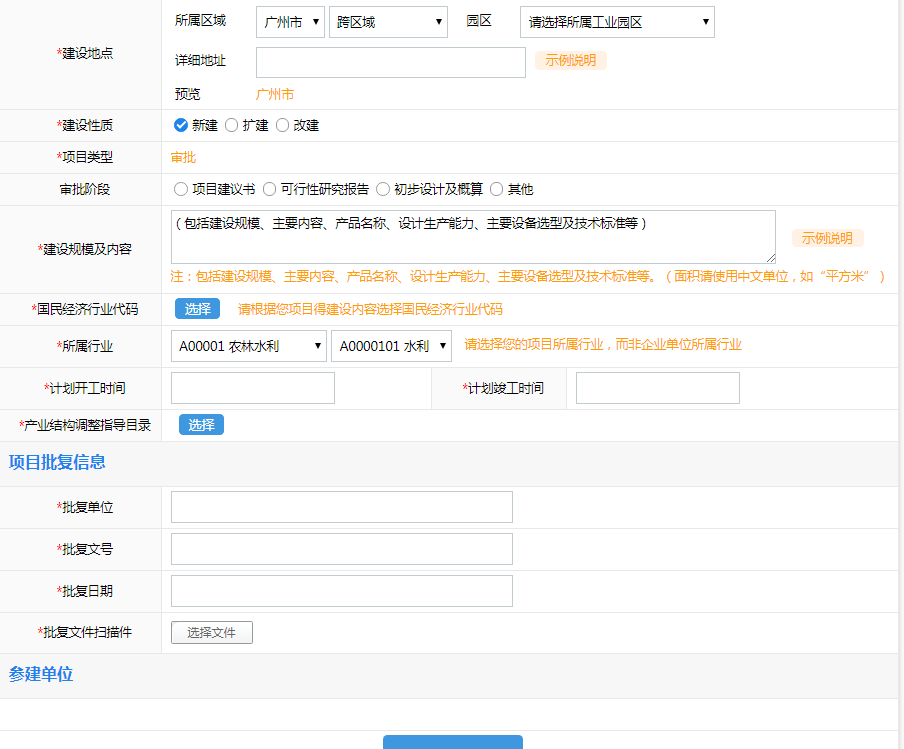 所属区域 广州市 跨区域 园区 请选择所属工业园区
*建设地点
详细地址 示例说明
预览 广州市
*建设性质 新建 扩建 改建
*项目类型 审批
审批阶段 项目建议书 可行性研究报告 初步设计及概算 其他
(包括建设规模、主要内容、产品名称、设计生产能力、主要设备选型及技术标准等)
*建设规模及内容 示例说明
注：包括建设规模、主要内容、产品名称、设计生产能力、主要设备选型及技术标准等。(面积请使用中文单位，如“平方米”)
*国民经济行业代码 选择 请根据您项目得建设内容选择国民经济行业代码
*所属行业 A00001 农林水利 A0000101 水利 请选择您的项目所属行业，而非企业单位所属行业
*计划开工时间 *计划竣工时间
*产业结构调整指导目录 选择
项目批复信息
*批复单位
*批复文号
*批复日期
*批复文件扫描件 选择文件
参建单位